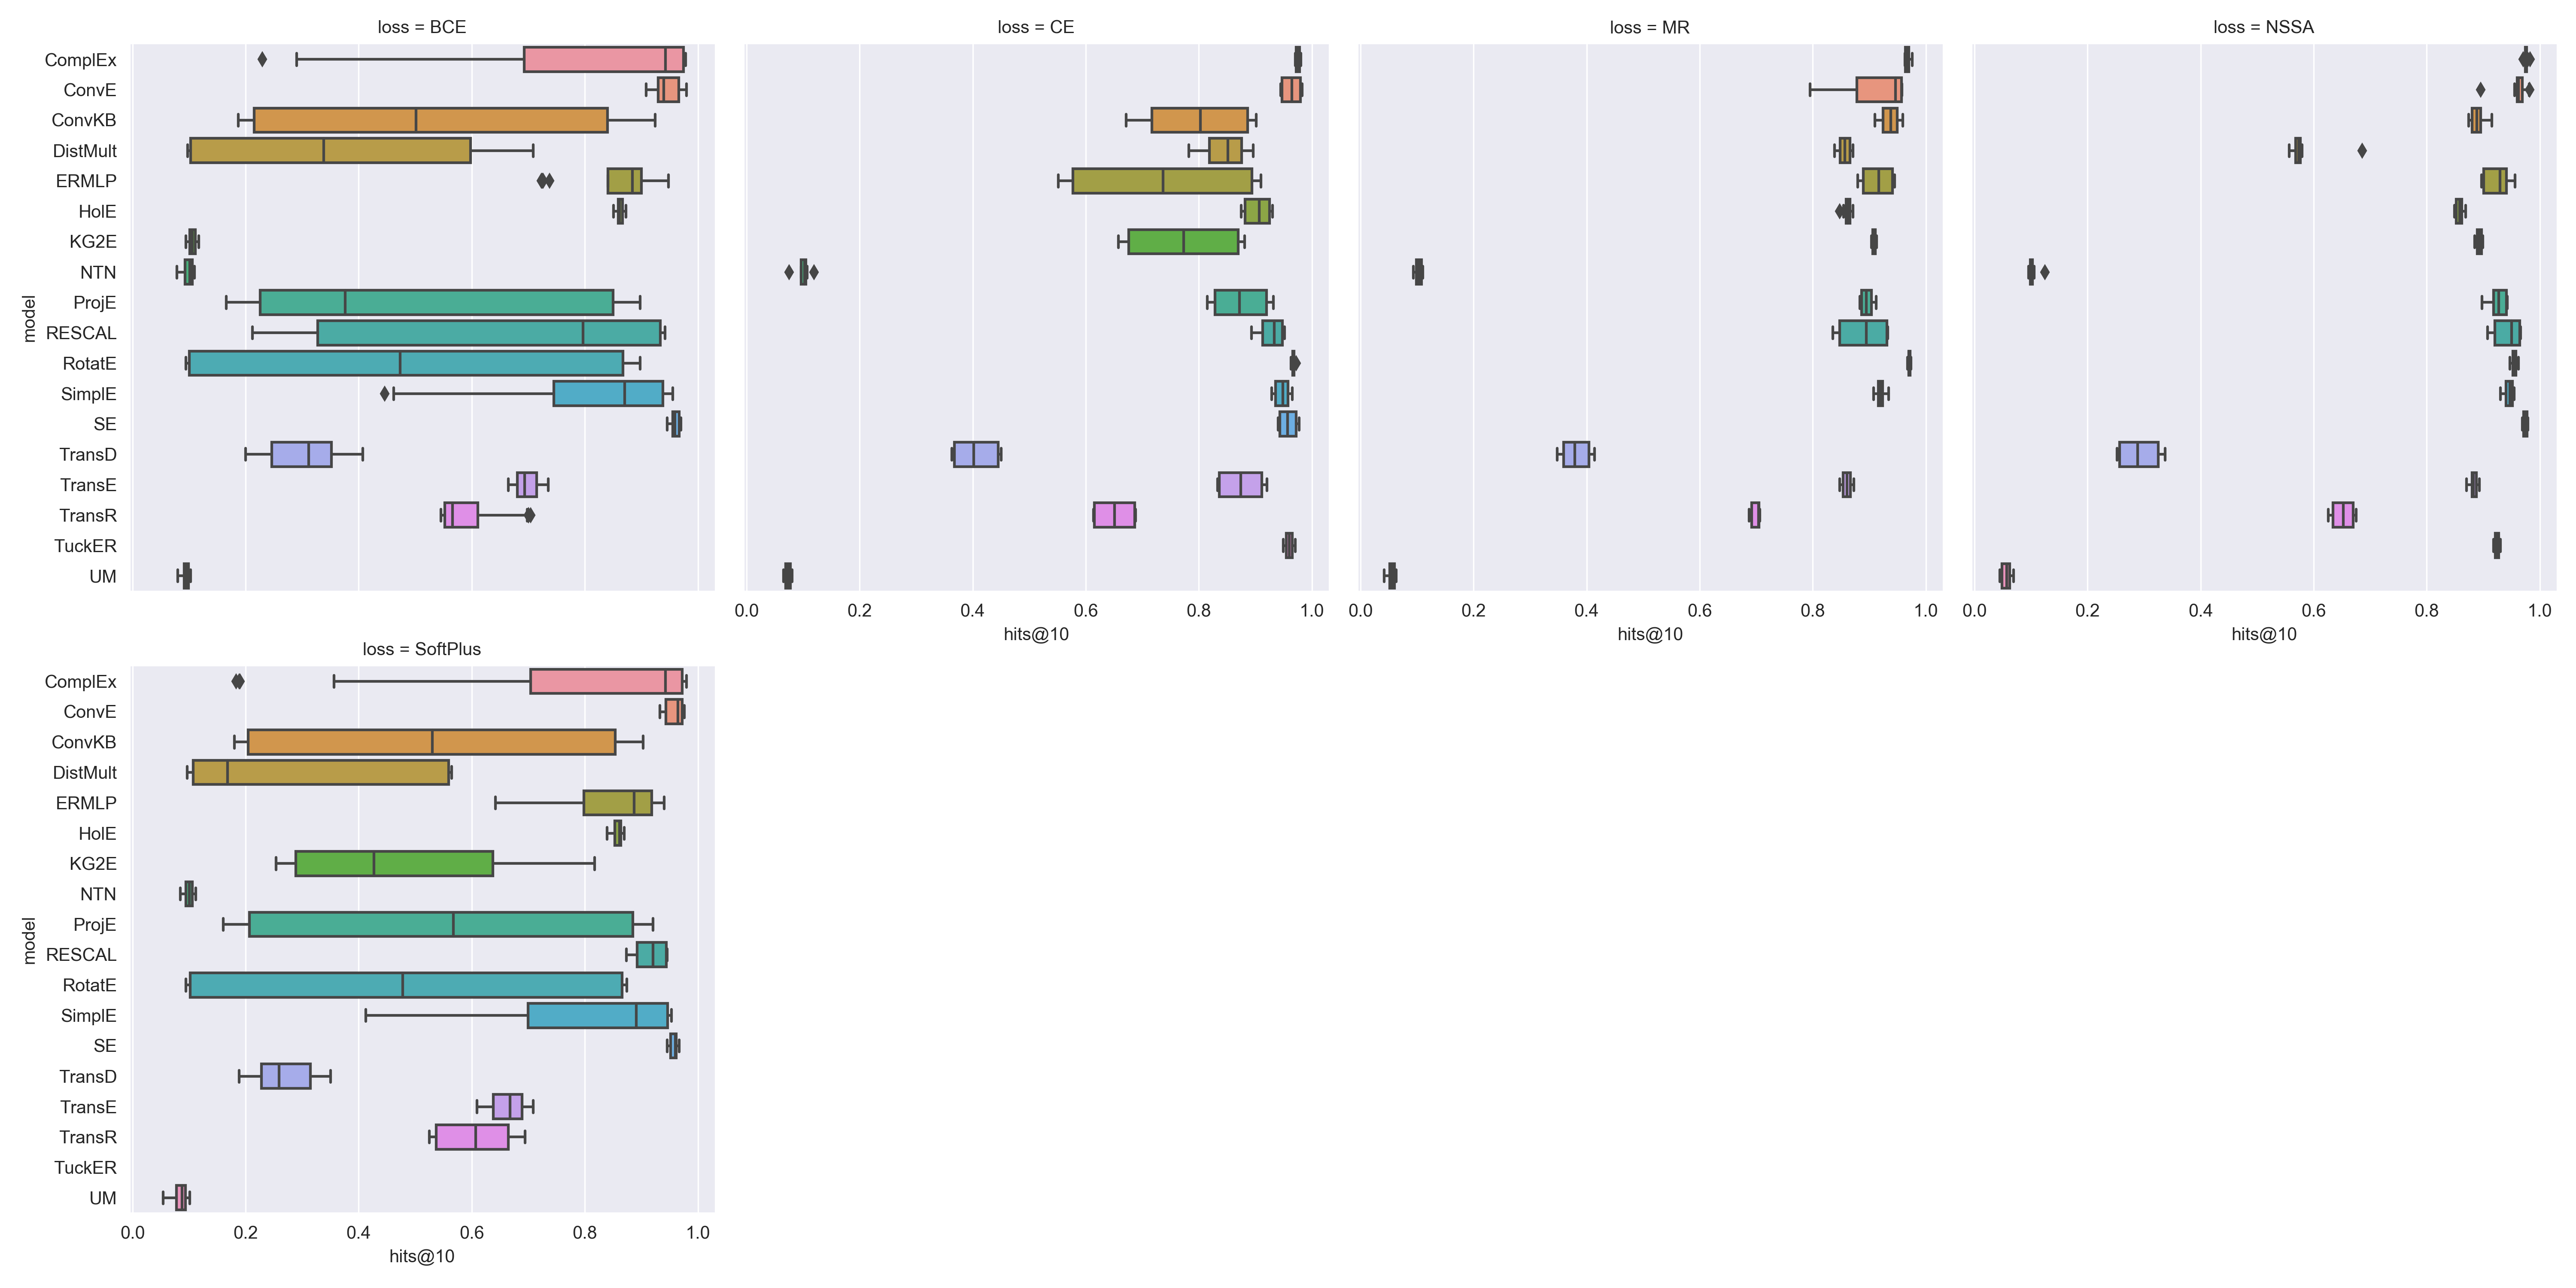 loss = BCE
loss = CE
loss = MR
loss = NSSA
ComplEx
ConvE
ConvKB
DistMult
ERMLP
HolE
KG2E
NTN
ProjE
RESCAL
RotatE
SimplE
SE
TransD
TransE
TransR
TuckER
UM
model
0.0 0.2 0.4 0.6 0.8 1.0
hits@10
0.0 0.2 0.4 0.6 0.8 1.0
hits@10
0.0 0.2 0.4 0.6 0.8 1.0
hits@10
loss = SoftPlus
ComplEx
ConvE
ConvKB
DistMult
ERMLP
HolE
KG2E
NTN
ProjE
RESCAL
RotatE
SimplE
SE
TransD
TransE
TransR
TuckER
UM
model
0.0 0.2 0.4 0.6 0.8 1.0
hits@10